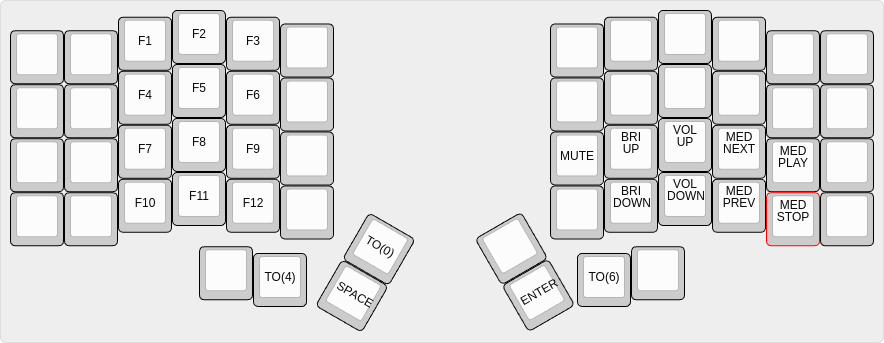 F1
F2
F3
F4
F5
F6
F7
F8
F9
MUTE
BRI
UP
VOL
UP
MED
NEXT
MED
PLAY
F10
F11
F12
BRI
DOWN
VOL
DOWN
MED
PREV
MED
STOP
TO(4)
TO(0)
SPACE
ENTER
TO(6)